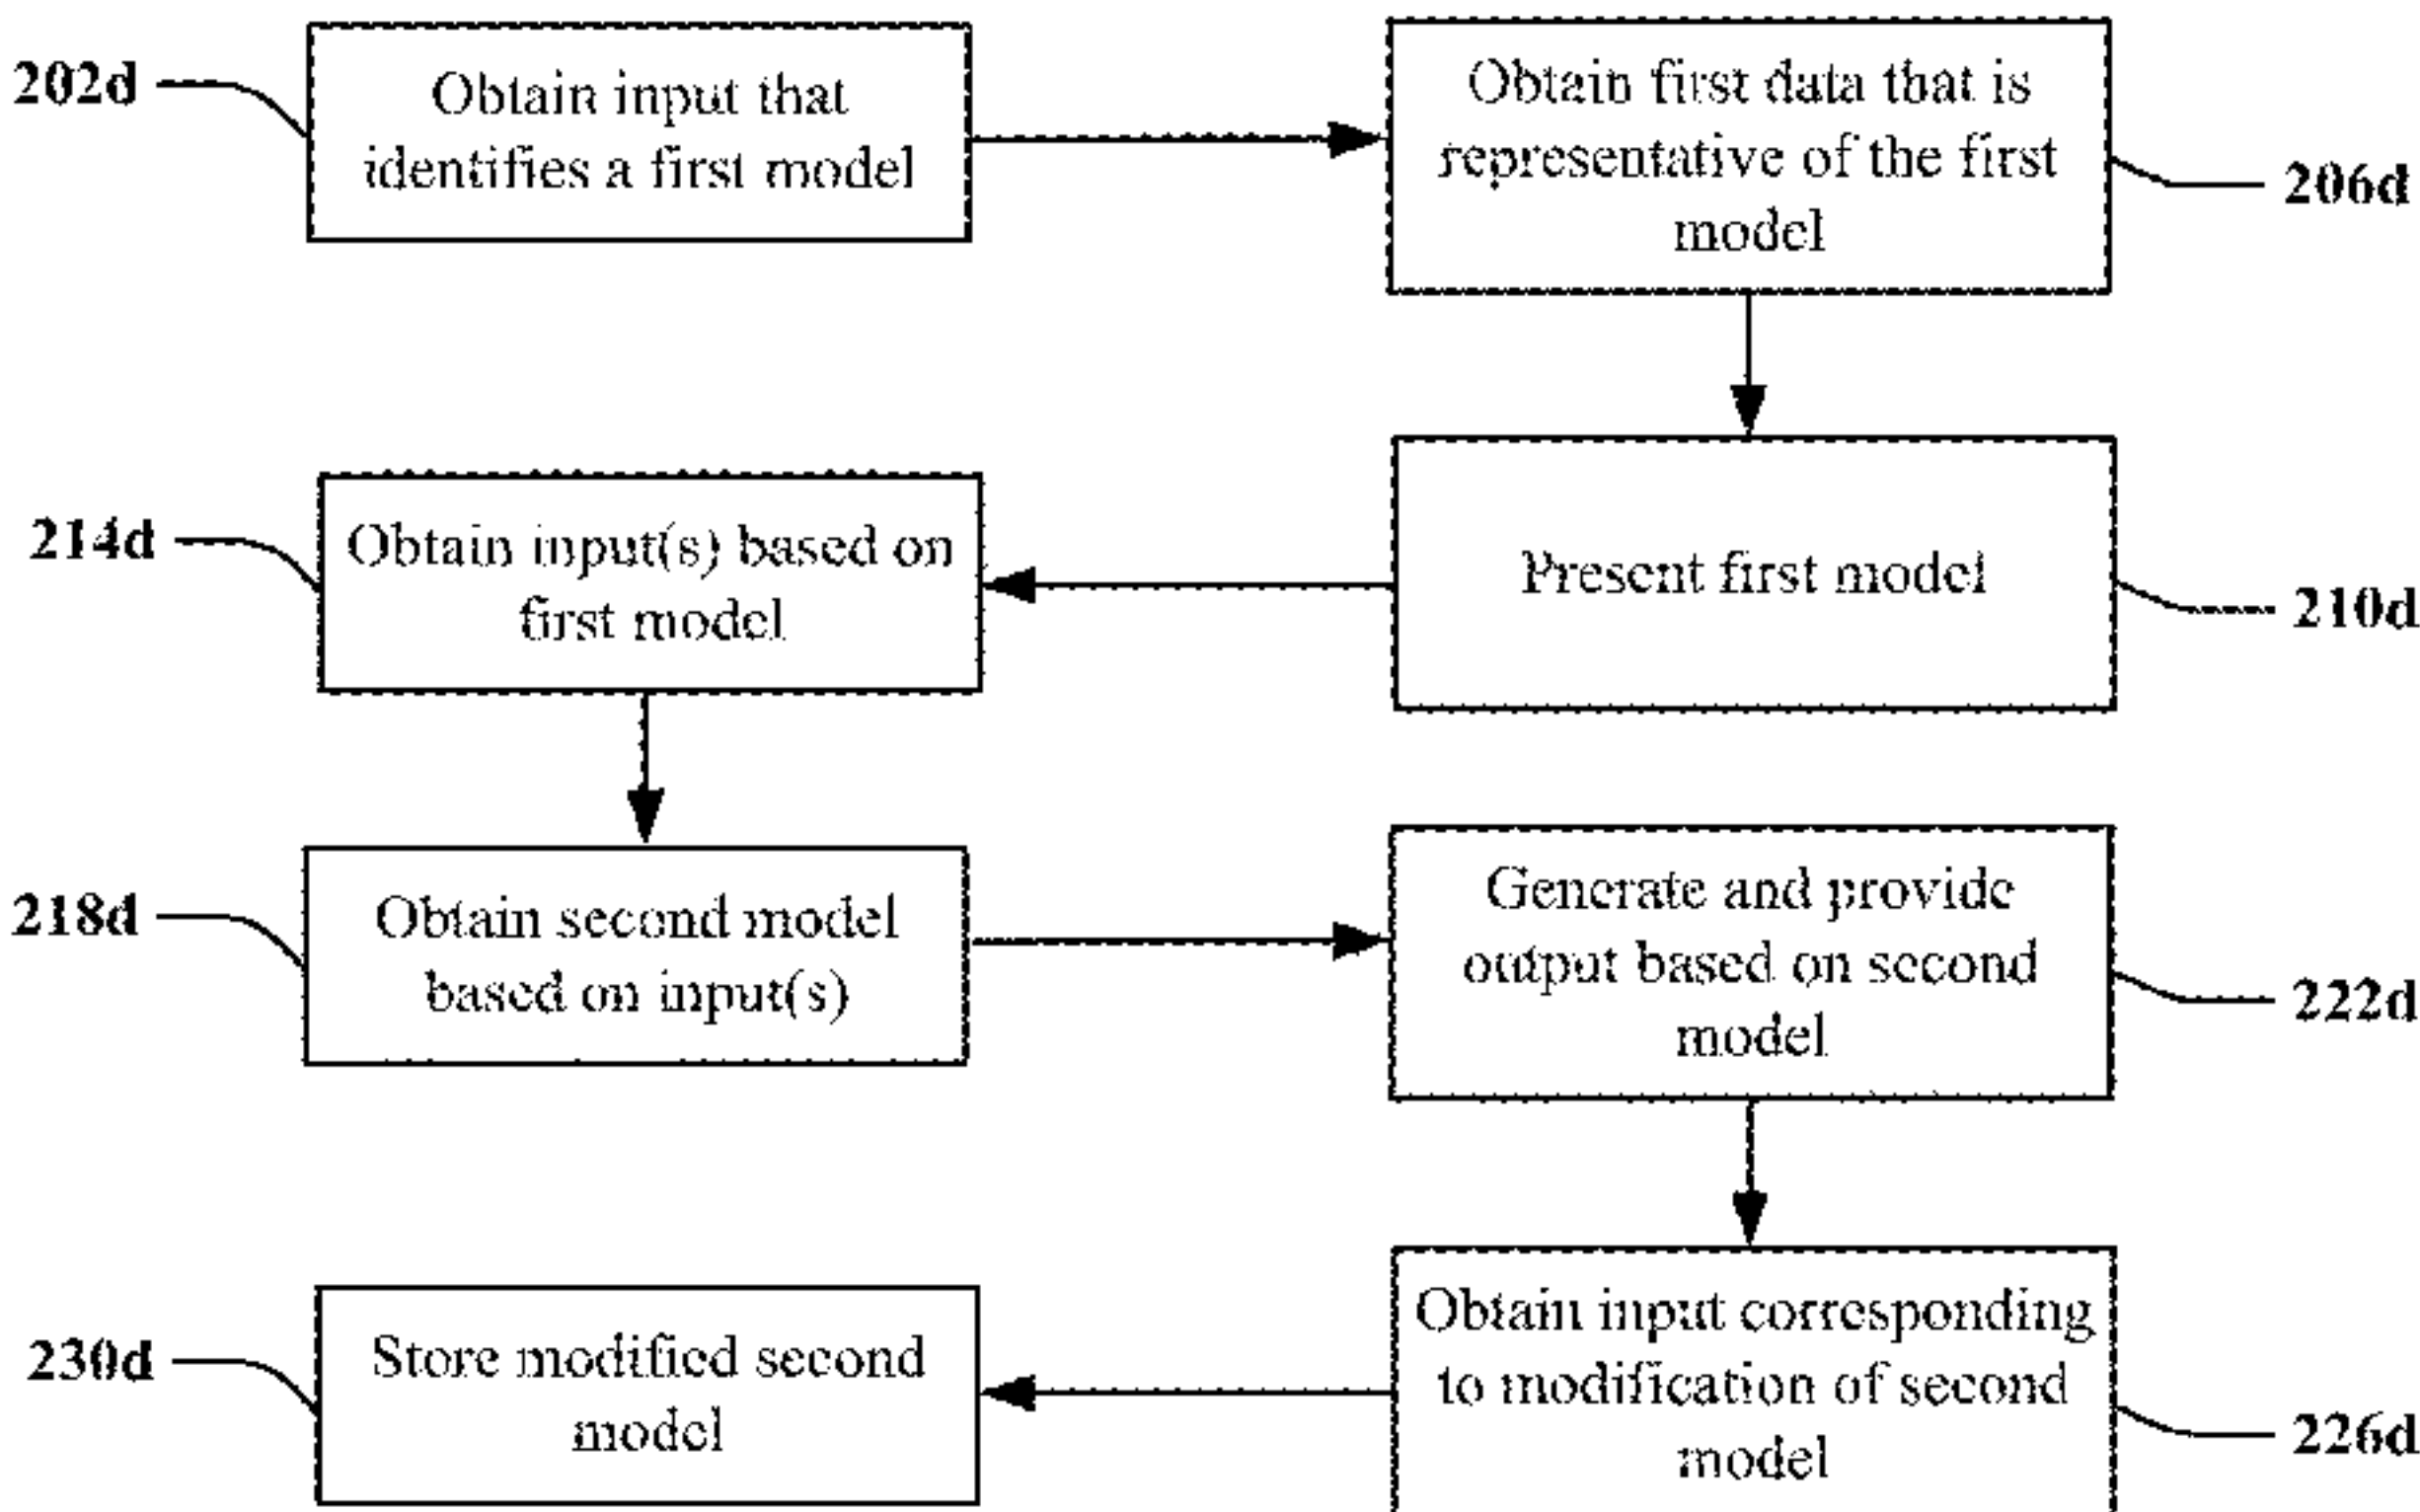 202d
Obtain input that
identifies a first model
Obtain first data that is
representative of the first
model
206d
214d
Obtain input(s) based on
first model
Present first model
210d
218d
Obtain second model
based on input(s)
Generate and provide
output based on second
model
222d
230d
Store modified second
model
Obtain input corresponding
to modification of second
model
226d